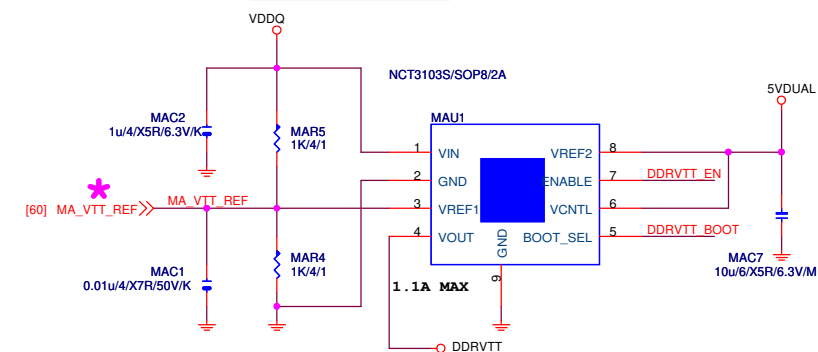 VDDQ
NCT3103S/SOP8/2A
5VDUAL
MAC2
1u/4/X5R/6.3V/K
MAR5
1K/4/1
MAU1
1 VIN VREF2 8
2 GND ENABLE 7 DDRVTT_EN
[60] MA_VTT_REF MA_VTT_REF 3 VREF1 VCNTL 6
4 VOUT BOOT_SEL 5 DDRVTT_BOOT
GND
9
MAC1
0.01u/4/X7R/50V/K
MAR4
1K/4/1
MAC7
10u/6/X5R/6.3V/M
1.1A MAX
DDRVTT